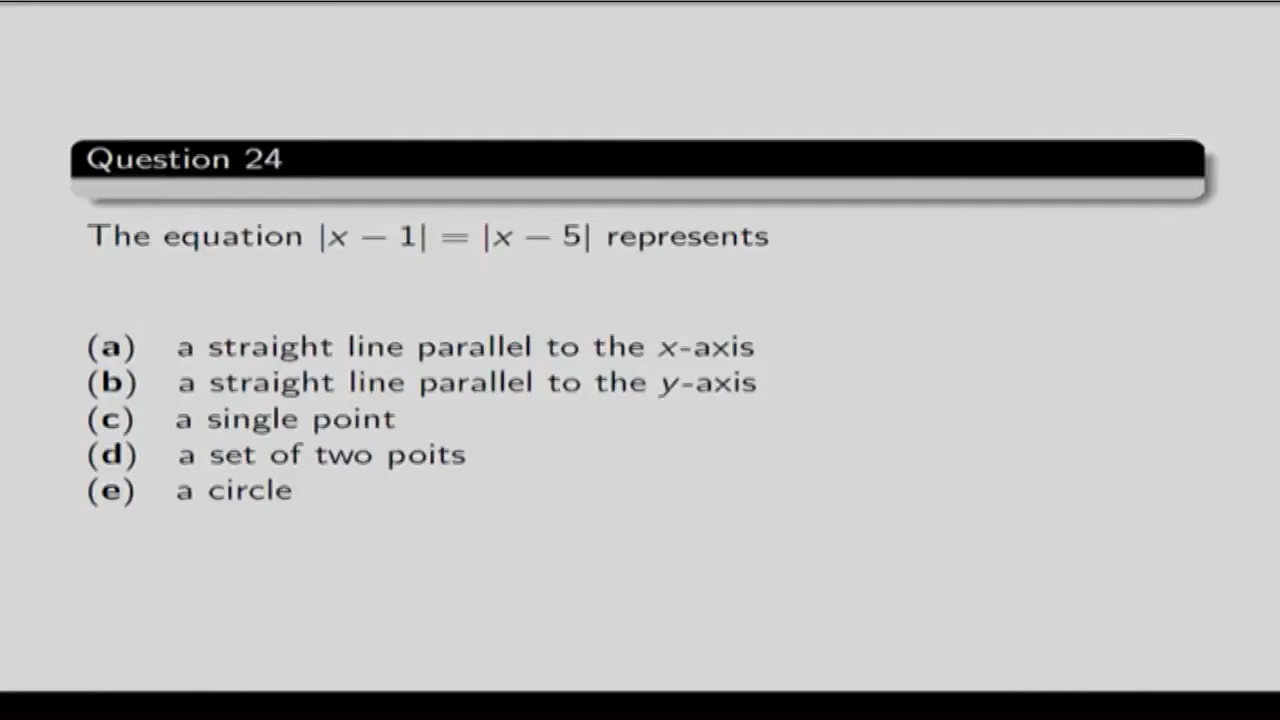 Question 24
The equation |x − 1| = |x − 5| represents
(a) a straight line parallel to the x-axis
(b) a straight line parallel to the y-axis
(c) a single point
(d) a set of two poits
(e) a circle